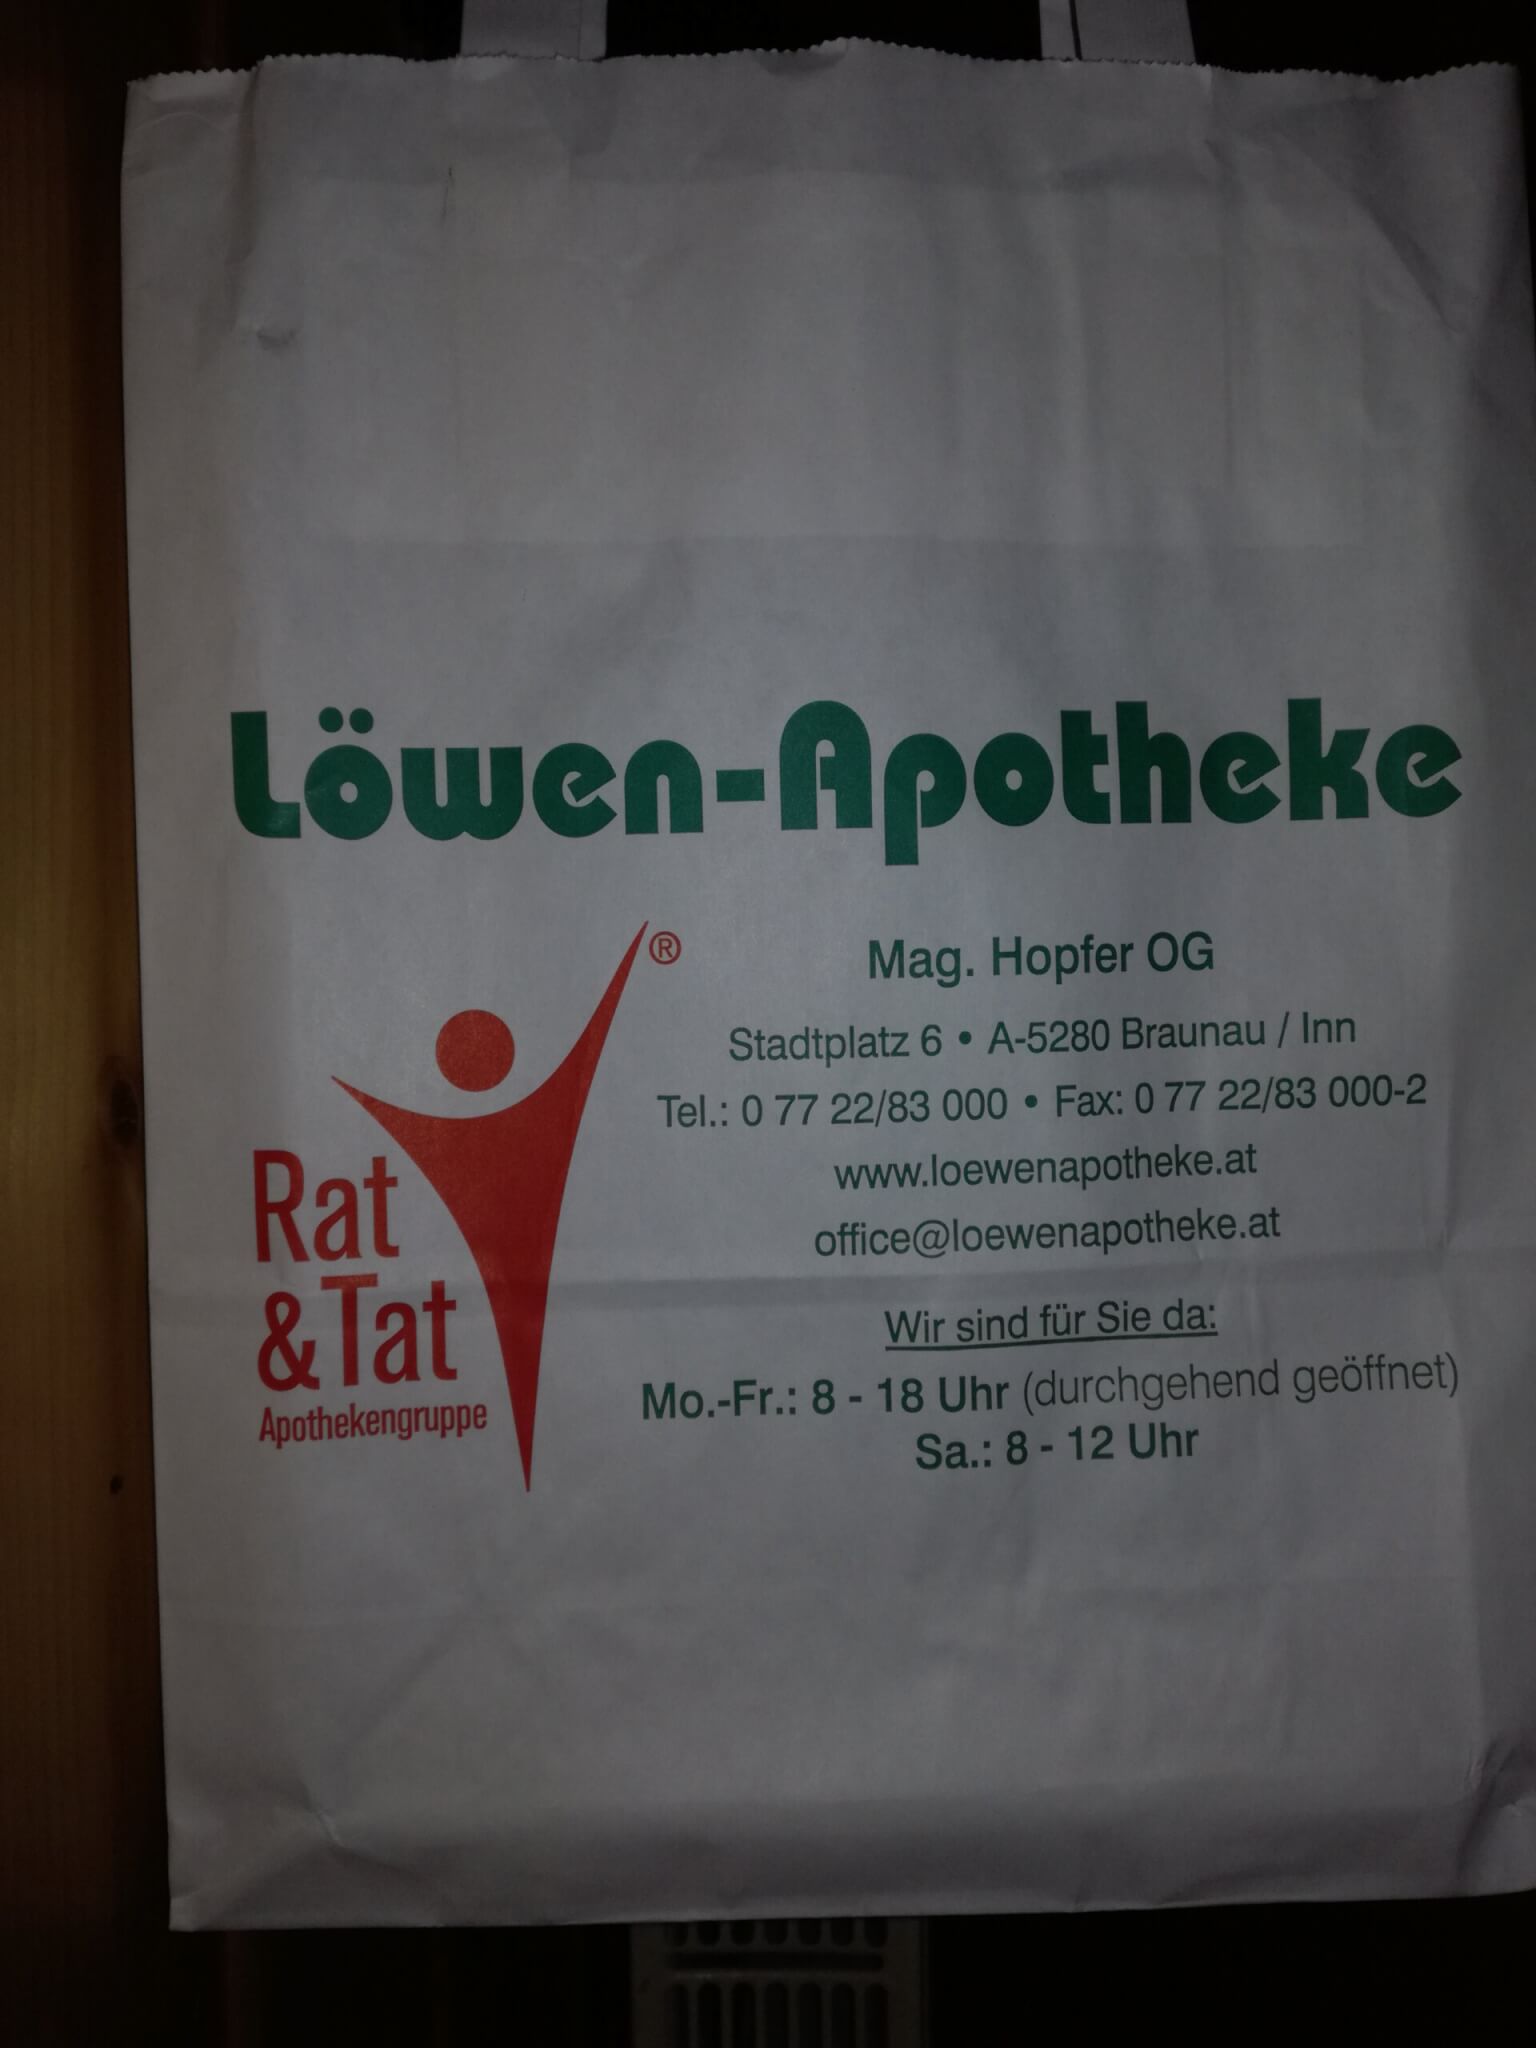 Löwen-Apotheke
®
Mag. Hopfer OG
Stadtplatz 6 • A-5280 Braunau / Inn
Tel.: 0 77 22/83 000 • Fax: 0 77 22/83 000-2
www.loewenapotheke.at
office@loewenapotheke.at
Wir sind für Sie da:
Mo.-Fr.: 8 - 18 Uhr (durchgehend geöffnet)
Sa.: 8 - 12 Uhr
Rat
&Tat
Apothekengruppe